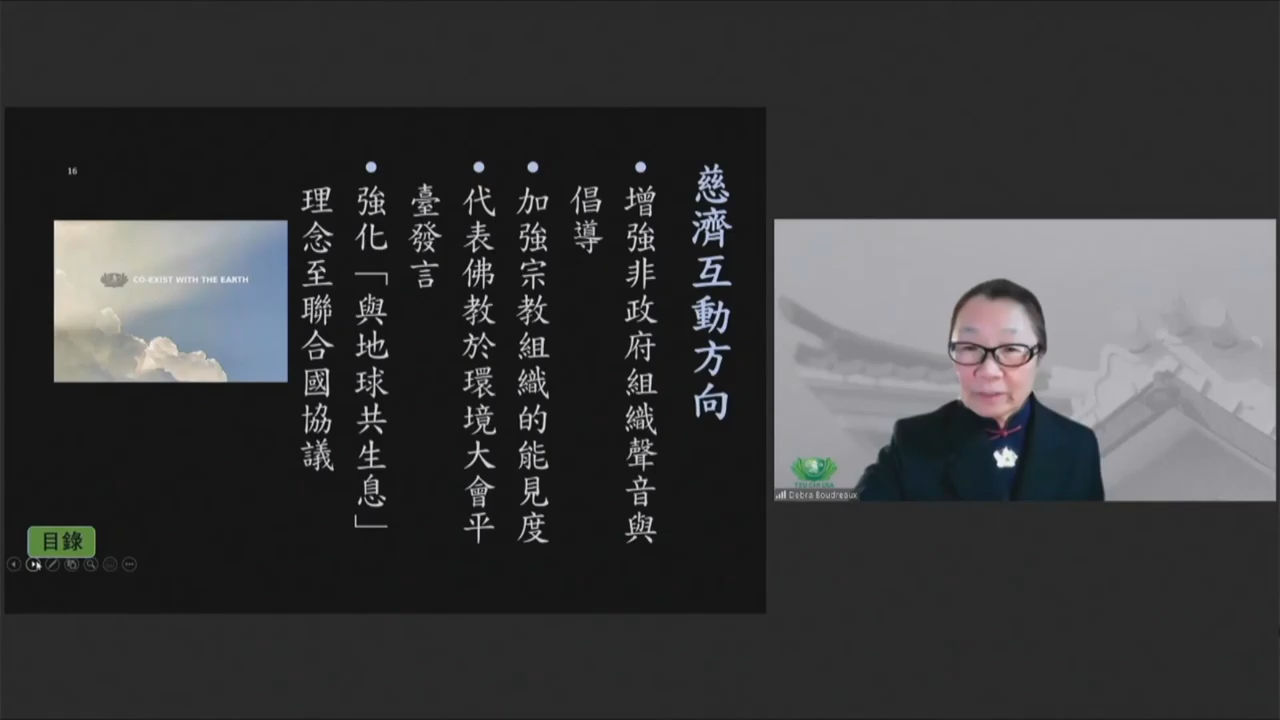 慈濟互動方向
增強非政府組織聲音與
倡導
加強宗教組織的能見度
代表佛教於環境大會平
臺發言
強化「與地球共生息」
理念至聯合國協議
16
CO-EXIST WITH THE EARTH
目錄
TZU CHI USA
Debra Boudreaux